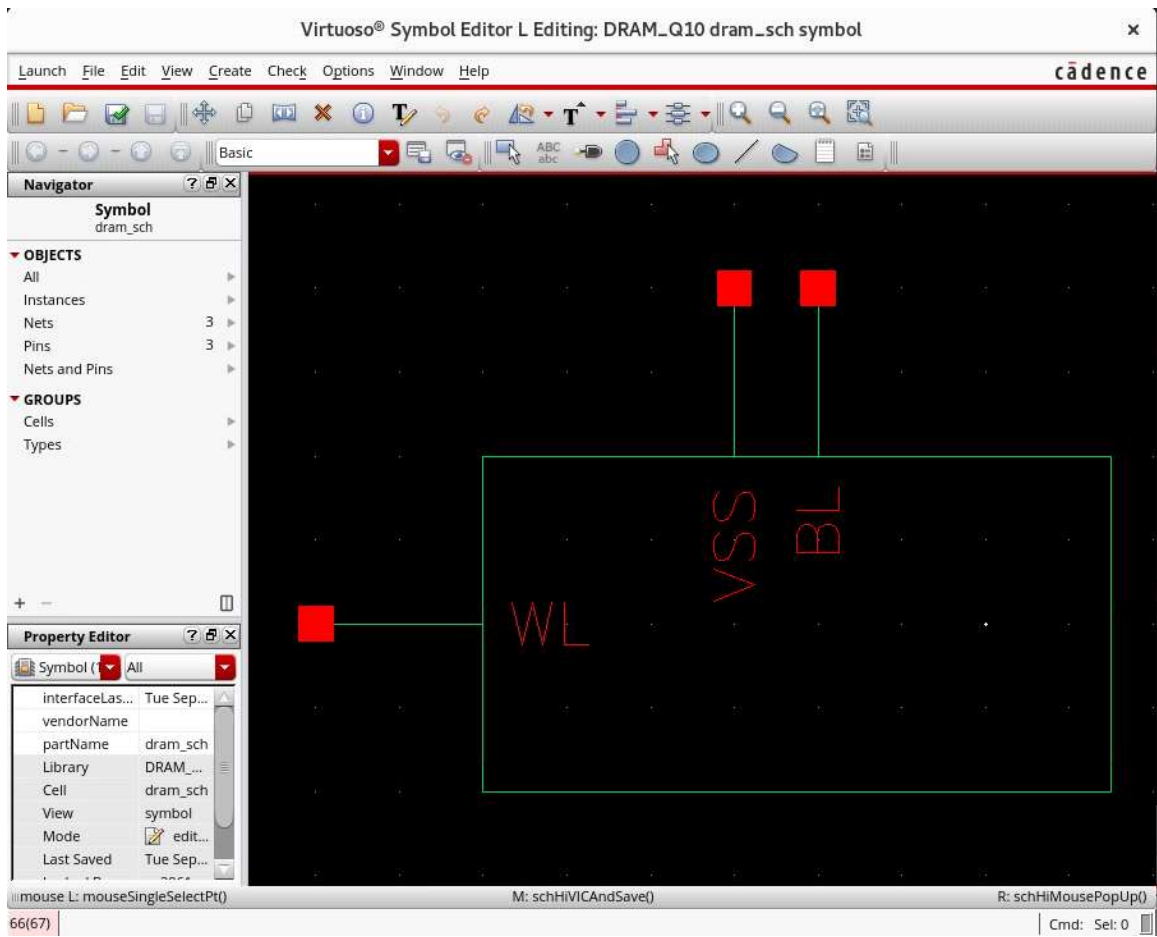 Virtuoso® Symbol Editor L Editing: DRAM_Q10 dram_sch symbol ×
Launch File Edit View Create Check Options Window Help cādence
Basic ABC abc
Navigator
Symbol
dram_sch
OBJECTS
All
Instances
Nets 3
Pins 3
Nets and Pins
GROUPS
Cells
Types
VSS
BL
WL
Property Editor
Symbol (1 All
interfaceLas... Tue Sep...
vendorName
partName dram_sch
Library DRAM_...
Cell dram_sch
View symbol
Mode edit...
Last Saved Tue Sep...
mouse L: mouseSingleSelectPt() M: schHiVICAndSave() R: schHiMousePopUp()
66(67) Cmd: Sel: 0